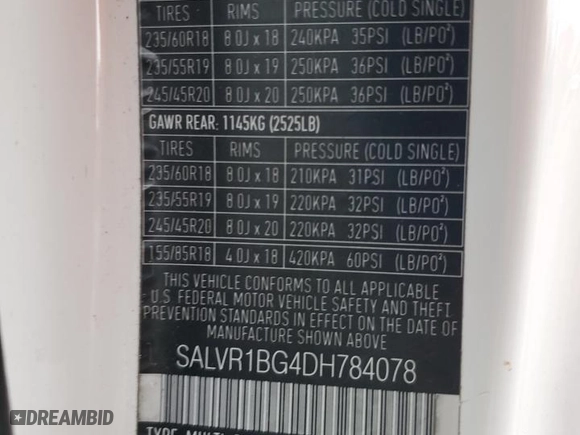 TIRES RIMS PRESSURE (COLD SINGLE)
235/60R18 8.0J x 18 240KPA 35PSI (LB/PO²)
235/55R19 8.0J x 19 250KPA 36PSI (LB/PO²)
245/45R20 8.0J x 20 250KPA 36PSI (LB/PO²)
GAWR REAR: 1145KG (2525LB)
TIRES RIMS PRESSURE (COLD SINGLE)
235/60R18 8.0J x 18 210KPA 31PSI (LB/PO²)
235/55R19 8.0J x 19 220KPA 32PSI (LB/PO²)
245/45R20 8.0J x 20 220KPA 32PSI (LB/PO²)
155/85R18 4.0J x 18 420KPA 60PSI (LB/PO²)
THIS VEHICLE CONFORMS TO ALL APPLICABLE
U.S. FEDERAL MOTOR VEHICLE SAFETY AND THEFT
PREVENTION STANDARDS IN EFFECT ON THE DATE OF
MANUFACTURE SHOWN ABOVE
SALVR1BG4DH784078
TYPE:
DREAMBID